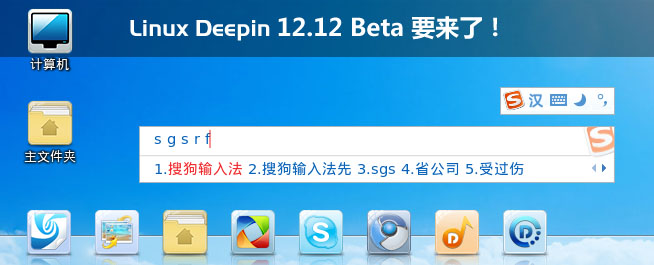 Linux Deepin 12.12 Beta 要来了！
计算机
汉
主文件夹
s g s r f
1.搜狗输入法 2.搜狗输入法先 3.sgs 4.省公司 5.受过伤